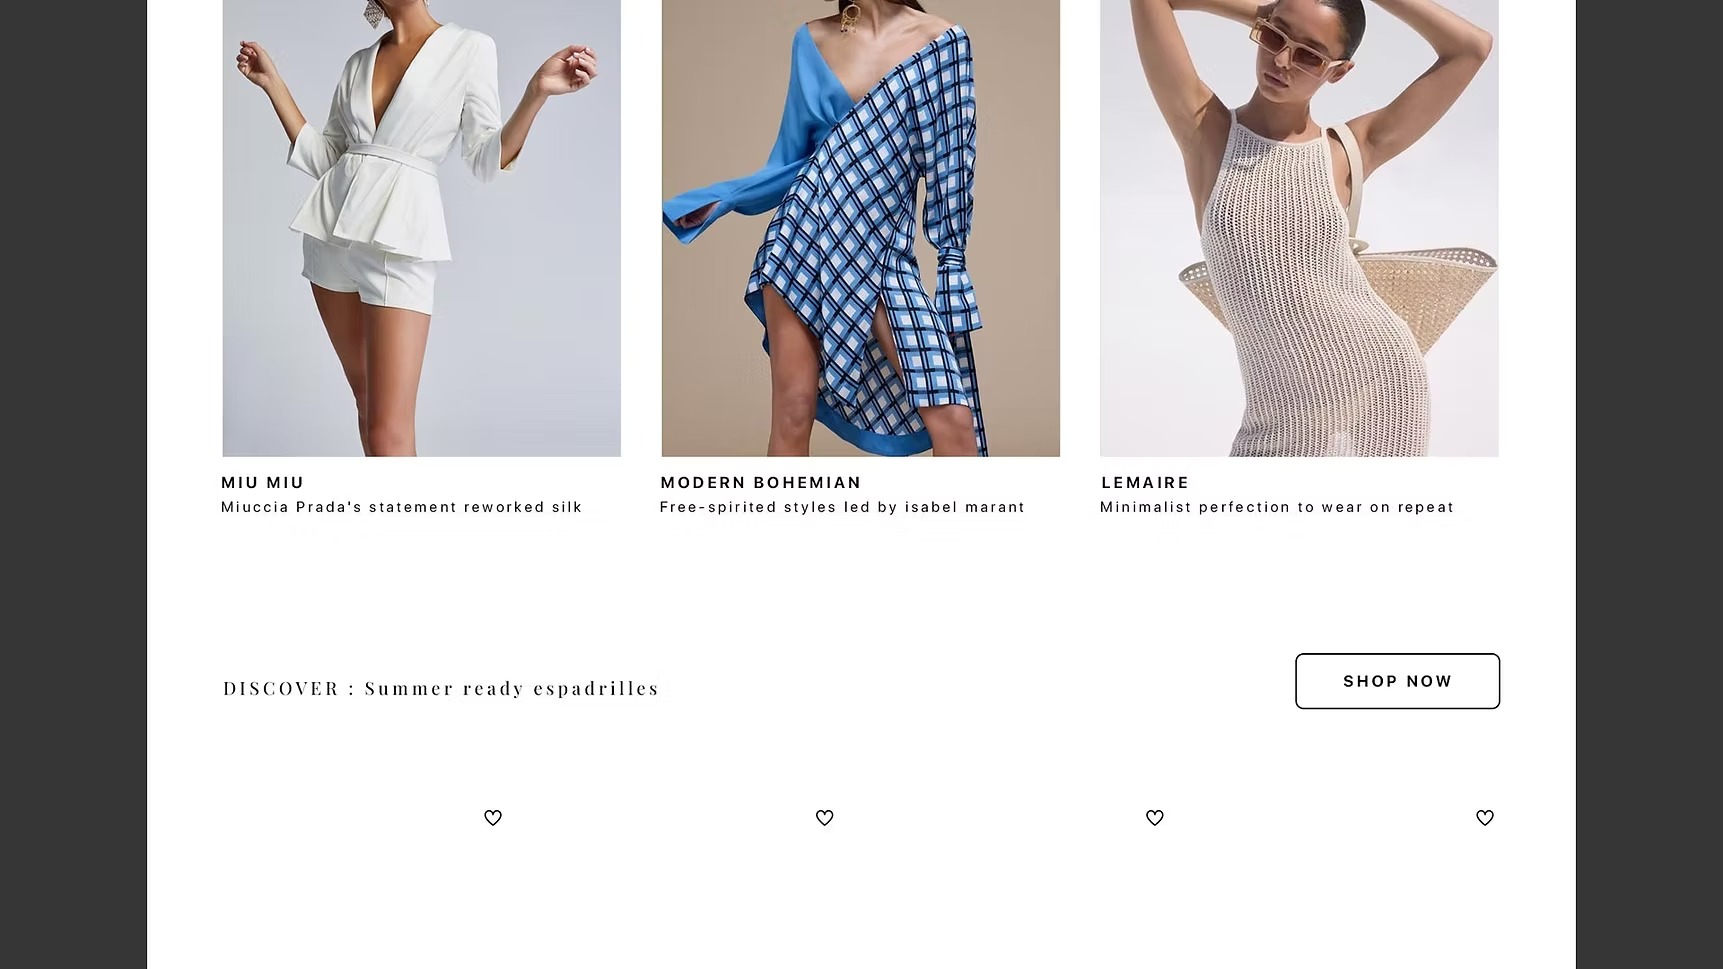 MIU MIU
Miuccia Prada's statement reworked silk
MODERN BOHEMIAN
Free-spirited styles led by isabel marant
LEMAIRE
Minimalist perfection to wear on repeat
DISCOVER : Summer ready espadrilles
SHOP NOW